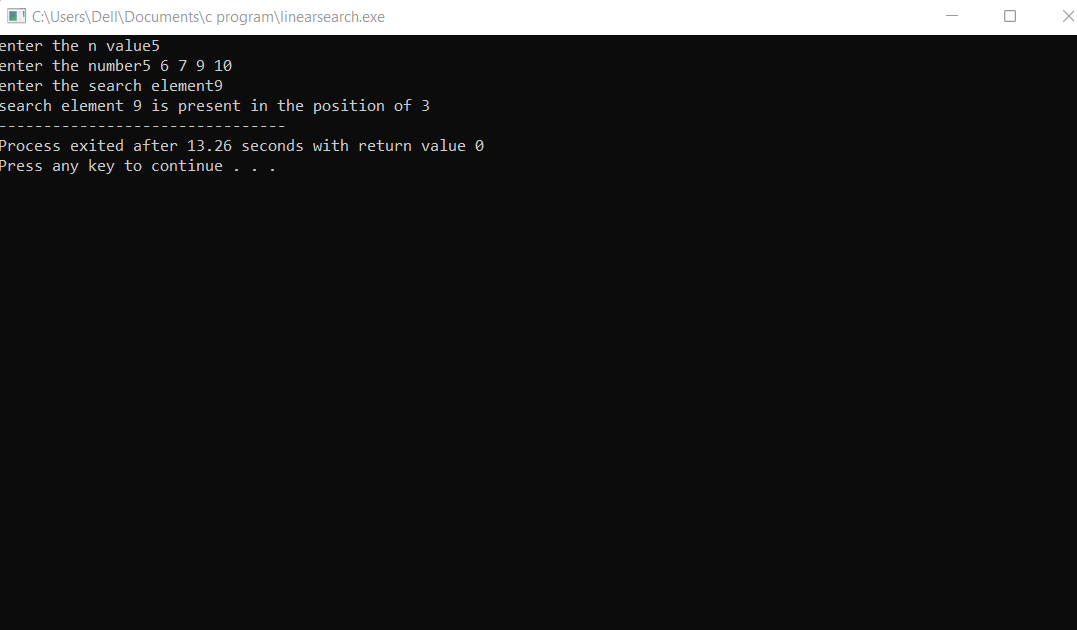 C:\Users\Dell\Documents\c program\linearsearch.exe
enter the n value5
enter the number5 6 7 9 10
enter the search element9
search element 9 is present in the position of 3
--------------------------------
Process exited after 13.26 seconds with return value 0
Press any key to continue . . .